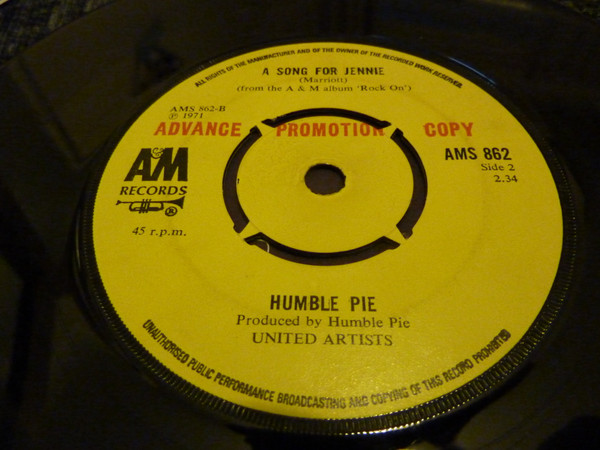 ALL RIGHTS OF THE MANUFACTURER AND OF THE OWNER OF THE RECORDED WORK RESERVED.
A SONG FOR JENNIE
(Marriott)
(from the A & M album 'Rock On')
AMS 862-B
℗ 1971
ADVANCE PROMOTION COPY
AM
RECORDS
®
AMS 862
Side 2
2.34
45 r.p.m.
HUMBLE PIE
Produced by Humble Pie
UNITED ARTISTS
UNAUTHORISED PUBLIC PERFORMANCE BROADCASTING AND COPYING OF THIS RECORD PROHIBITED